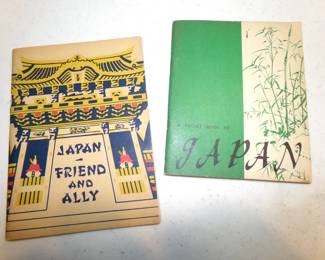 JAPAN
–
FRIEND
AND
ALLY
A POCKET GUIDE TO
JAPAN